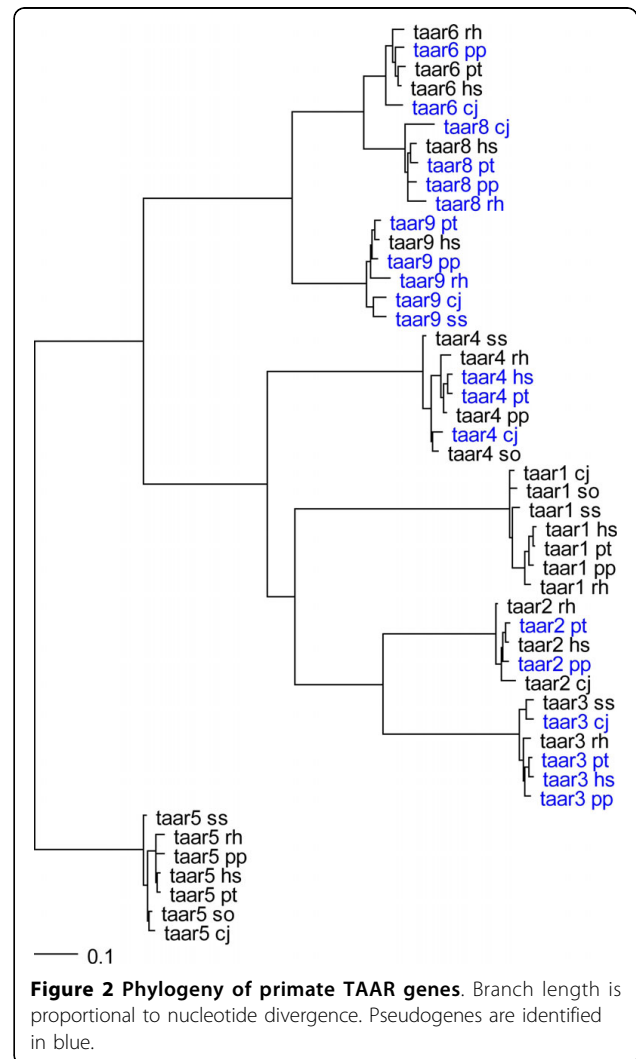 taar6 rh
taar6 pp
taar6 pt
taar6 hs
taar6 cj
taar8 cj
taar8 hs
taar8 pt
taar8 pp
taar8 rh
taar9 pt
taar9 hs
taar9 pp
taar9 rh
taar9 cj
taar9 ss
taar4 ss
taar4 rh
taar4 hs
taar4 pt
taar4 pp
taar4 cj
taar4 so
taar1 cj
taar1 so
taar1 ss
taar1 hs
taar1 pt
taar1 pp
taar1 rh
taar2 rh
taar2 pt
taar2 hs
taar2 pp
taar2 cj
taar3 ss
taar3 cj
taar3 rh
taar3 pt
taar3 hs
taar3 pp
taar5 ss
taar5 rh
taar5 pp
taar5 hs
taar5 pt
taar5 so
taar5 cj
0.1
Figure 2 Phylogeny of primate TAAR genes. Branch length is
proportional to nucleotide divergence. Pseudogenes are identified
in blue.